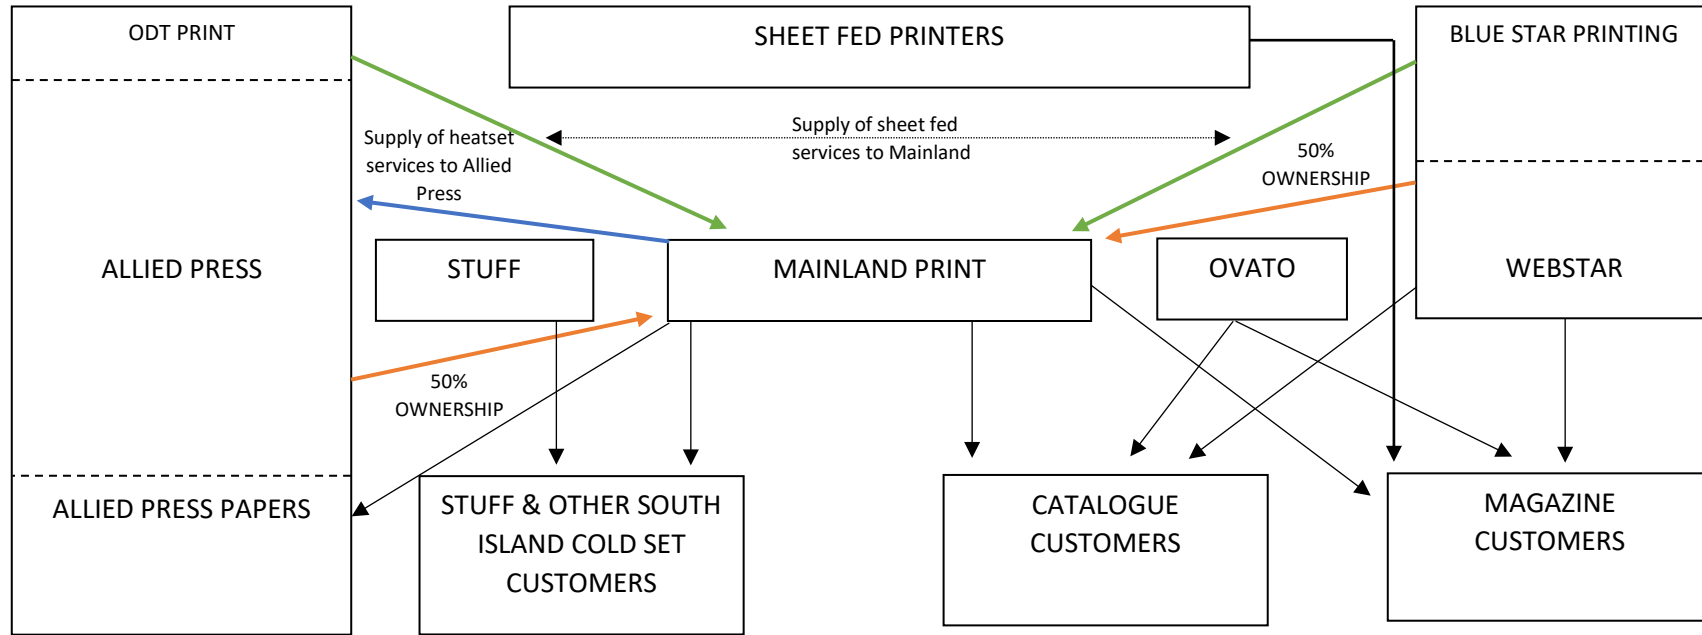 ODT PRINT
SHEET FED PRINTERS
BLUE STAR PRINTING
Supply of heatset
services to Allied
Press
Supply of sheet fed
services to Mainland
50%
OWNERSHIP
ALLIED PRESS
STUFF
MAINLAND PRINT
OVATO
WEBSTAR
50%
OWNERSHIP
ALLIED PRESS PAPERS
STUFF & OTHER SOUTH
ISLAND COLD SET
CUSTOMERS
CATALOGUE
CUSTOMERS
MAGAZINE
CUSTOMERS